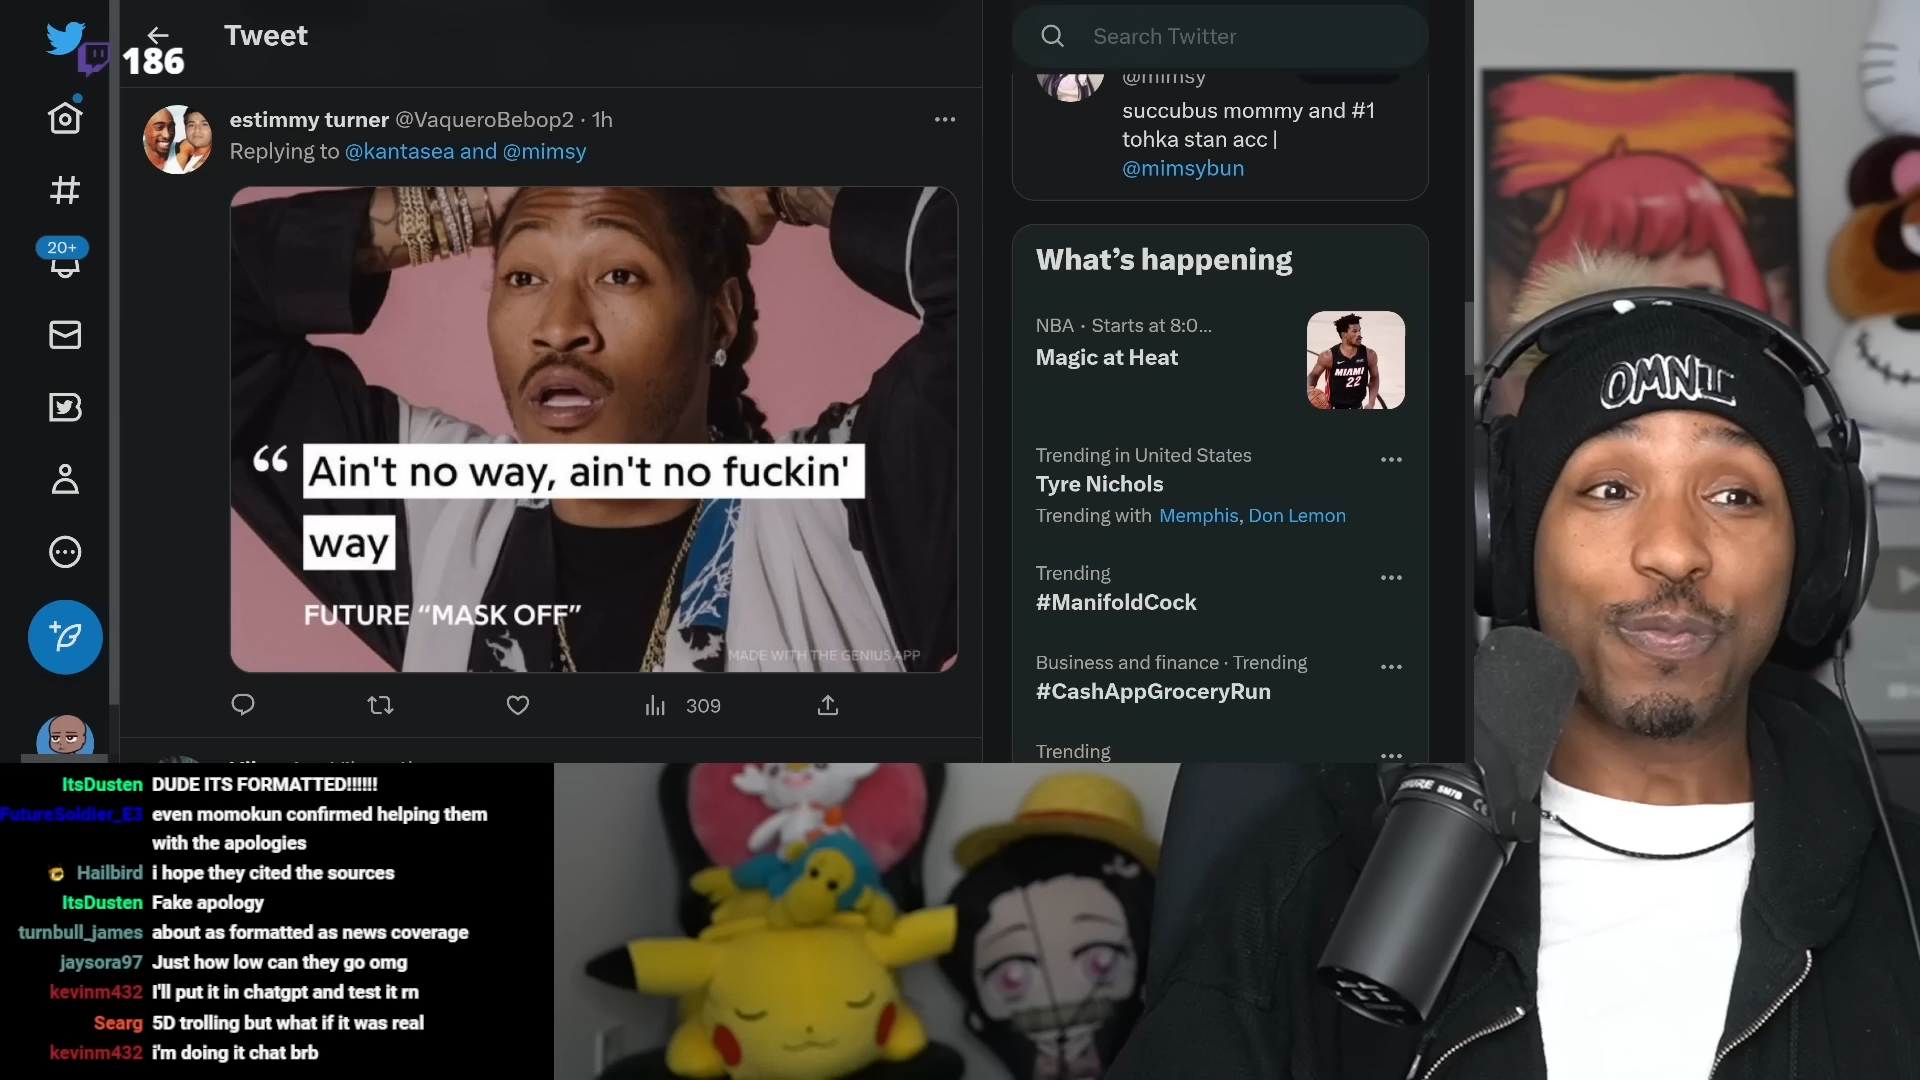 186
Tweet
Search Twitter
20+
estimmy turner @VaqueroBebop2 · 1h
Replying to @kantasea and @mimsy
“ Ain't no way, ain't no fuckin'
way
FUTURE “MASK OFF”
MADE WITH THE GENIUS APP
309
@mimsy
succubus mommy and #1
tohka stan acc |
@mimsybun
What’s happening
NBA · Starts at 8:0...
Magic at Heat
MIAMI
22
Trending in United States
Tyre Nichols
Trending with Memphis, Don Lemon
Trending
#ManifoldCock
Business and finance · Trending
#CashAppGroceryRun
Trending
OMNI
SHURE SM7B
ItsDusten DUDE ITS FORMATTED!!!!!!
FutureSoldier_E3 even momokun confirmed helping them
with the apologies
Hailbird i hope they cited the sources
ItsDusten Fake apology
turnbull_james about as formatted as news coverage
jaysora97 Just how low can they go omg
kevinm432 I'll put it in chatgpt and test it rn
Searg 5D trolling but what if it was real
kevinm432 i'm doing it chat brb